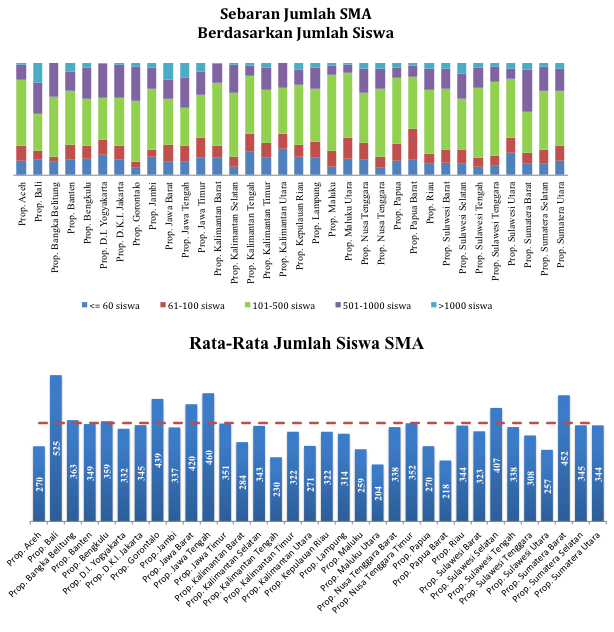 Sebaran Jumlah SMA
Berdasarkan Jumlah Siswa
Prop. Aceh
Prop. Bali
Prop. Bangka Belitung
Prop. Banten
Prop. Bengkulu
Prop. D.I. Yogyakarta
Prop. D.K.I. Jakarta
Prop. Gorontalo
Prop. Jambi
Prop. Jawa Barat
Prop. Jawa Tengah
Prop. Jawa Timur
Prop. Kalimantan Barat
Prop. Kalimantan Selatan
Prop. Kalimantan Tengah
Prop. Kalimantan Timur
Prop. Kalimantan Utara
Prop. Kepulauan Riau
Prop. Lampung
Prop. Maluku
Prop. Maluku Utara
Prop. Nusa Tenggara
Prop. Nusa Tenggara
Prop. Papua
Prop. Papua Barat
Prop. Riau
Prop. Sulawesi Barat
Prop. Sulawesi Selatan
Prop. Sulawesi Tengah
Prop. Sulawesi Tenggara
Prop. Sulawesi Utara
Prop. Sumatera Barat
Prop. Sumatera Selatan
Prop. Sumatera Utara
<= 60 siswa 61-100 siswa 101-500 siswa 501-1000 siswa >1000 siswa
Rata-Rata Jumlah Siswa SMA
270
525
363
349
359
332
345
439
337
420
460
351
284
343
230
322
271
322
314
259
204
338
352
270
218
344
323
407
338
308
257
452
345
344
Prop. Aceh
Prop. Bali
Prop. Bangka Belitung
Prop. Banten
Prop. Bengkulu
Prop. D.I. Yogyakarta
Prop. D.K.I. Jakarta
Prop. Gorontalo
Prop. Jambi
Prop. Jawa Barat
Prop. Jawa Tengah
Prop. Jawa Timur
Prop. Kalimantan Barat
Prop. Kalimantan Selatan
Prop. Kalimantan Tengah
Prop. Kalimantan Timur
Prop. Kalimantan Utara
Prop. Kepulauan Riau
Prop. Lampung
Prop. Maluku
Prop. Maluku Utara
Prop. Nusa Tenggara Barat
Prop. Nusa Tenggara Timur
Prop. Papua
Prop. Papua Barat
Prop. Riau
Prop. Sulawesi Barat
Prop. Sulawesi Selatan
Prop. Sulawesi Tengah
Prop. Sulawesi Tenggara
Prop. Sulawesi Utara
Prop. Sumatera Barat
Prop. Sumatera Selatan
Prop. Sumatera Utara